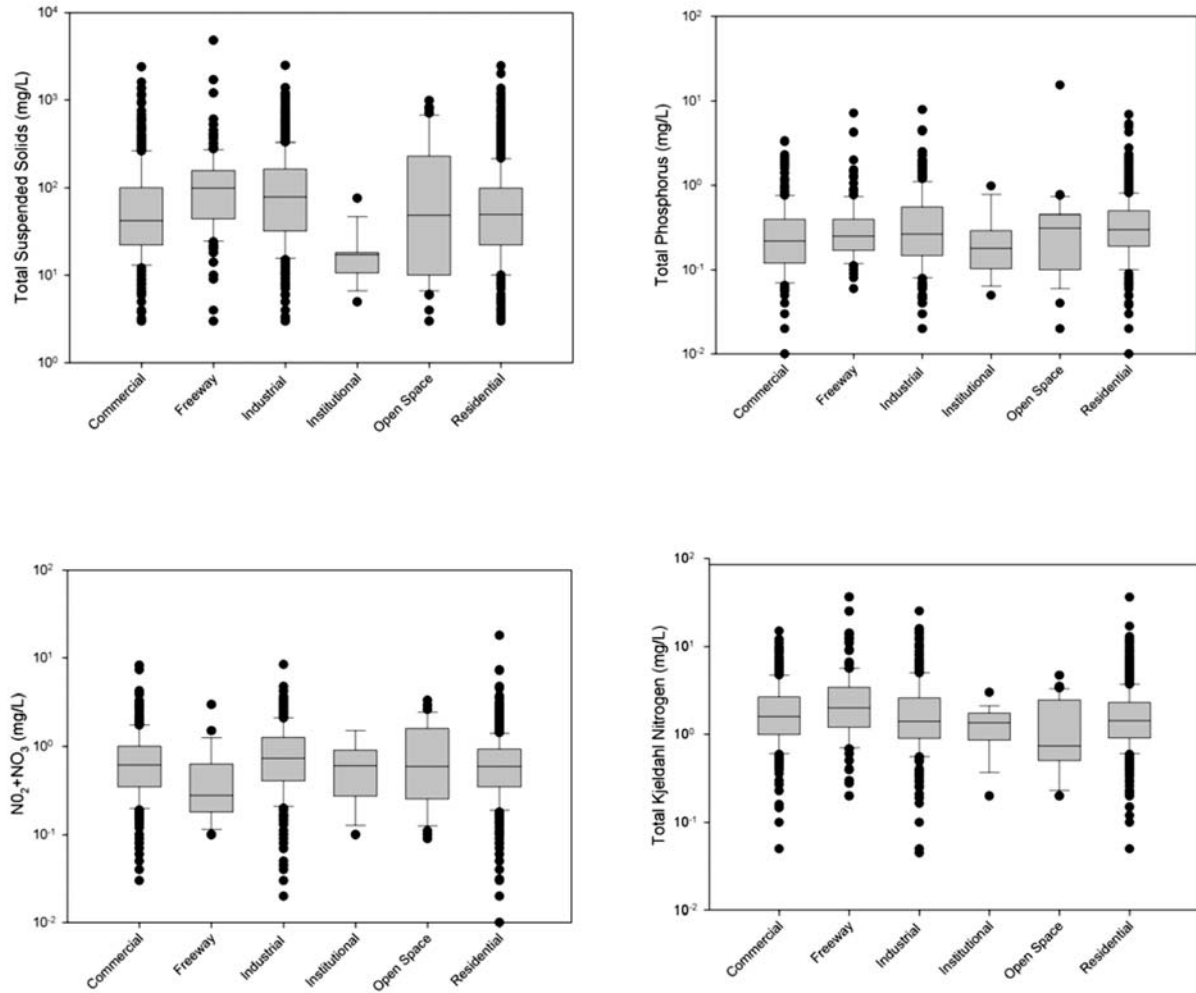 Total Suspended Solids (mg/L)
10⁴
10³
10²
10¹
10⁰
Commercial
Freeway
Industrial
Institutional
Open Space
Residential
Total Phosphorus (mg/L)
10²
10¹
10⁰
10⁻¹
10⁻²
Commercial
Freeway
Industrial
Institutional
Open Space
Residential
N0₂+NO₃ (mg/L)
10²
10¹
10⁰
10⁻¹
10⁻²
Commercial
Freeway
Industrial
Institutional
Open Space
Residential
Total Kjeldahl Nitrogen (mg/L)
10²
10¹
10⁰
10⁻¹
10⁻²
Commercial
Freeway
Industrial
Institutional
Open Space
Residential